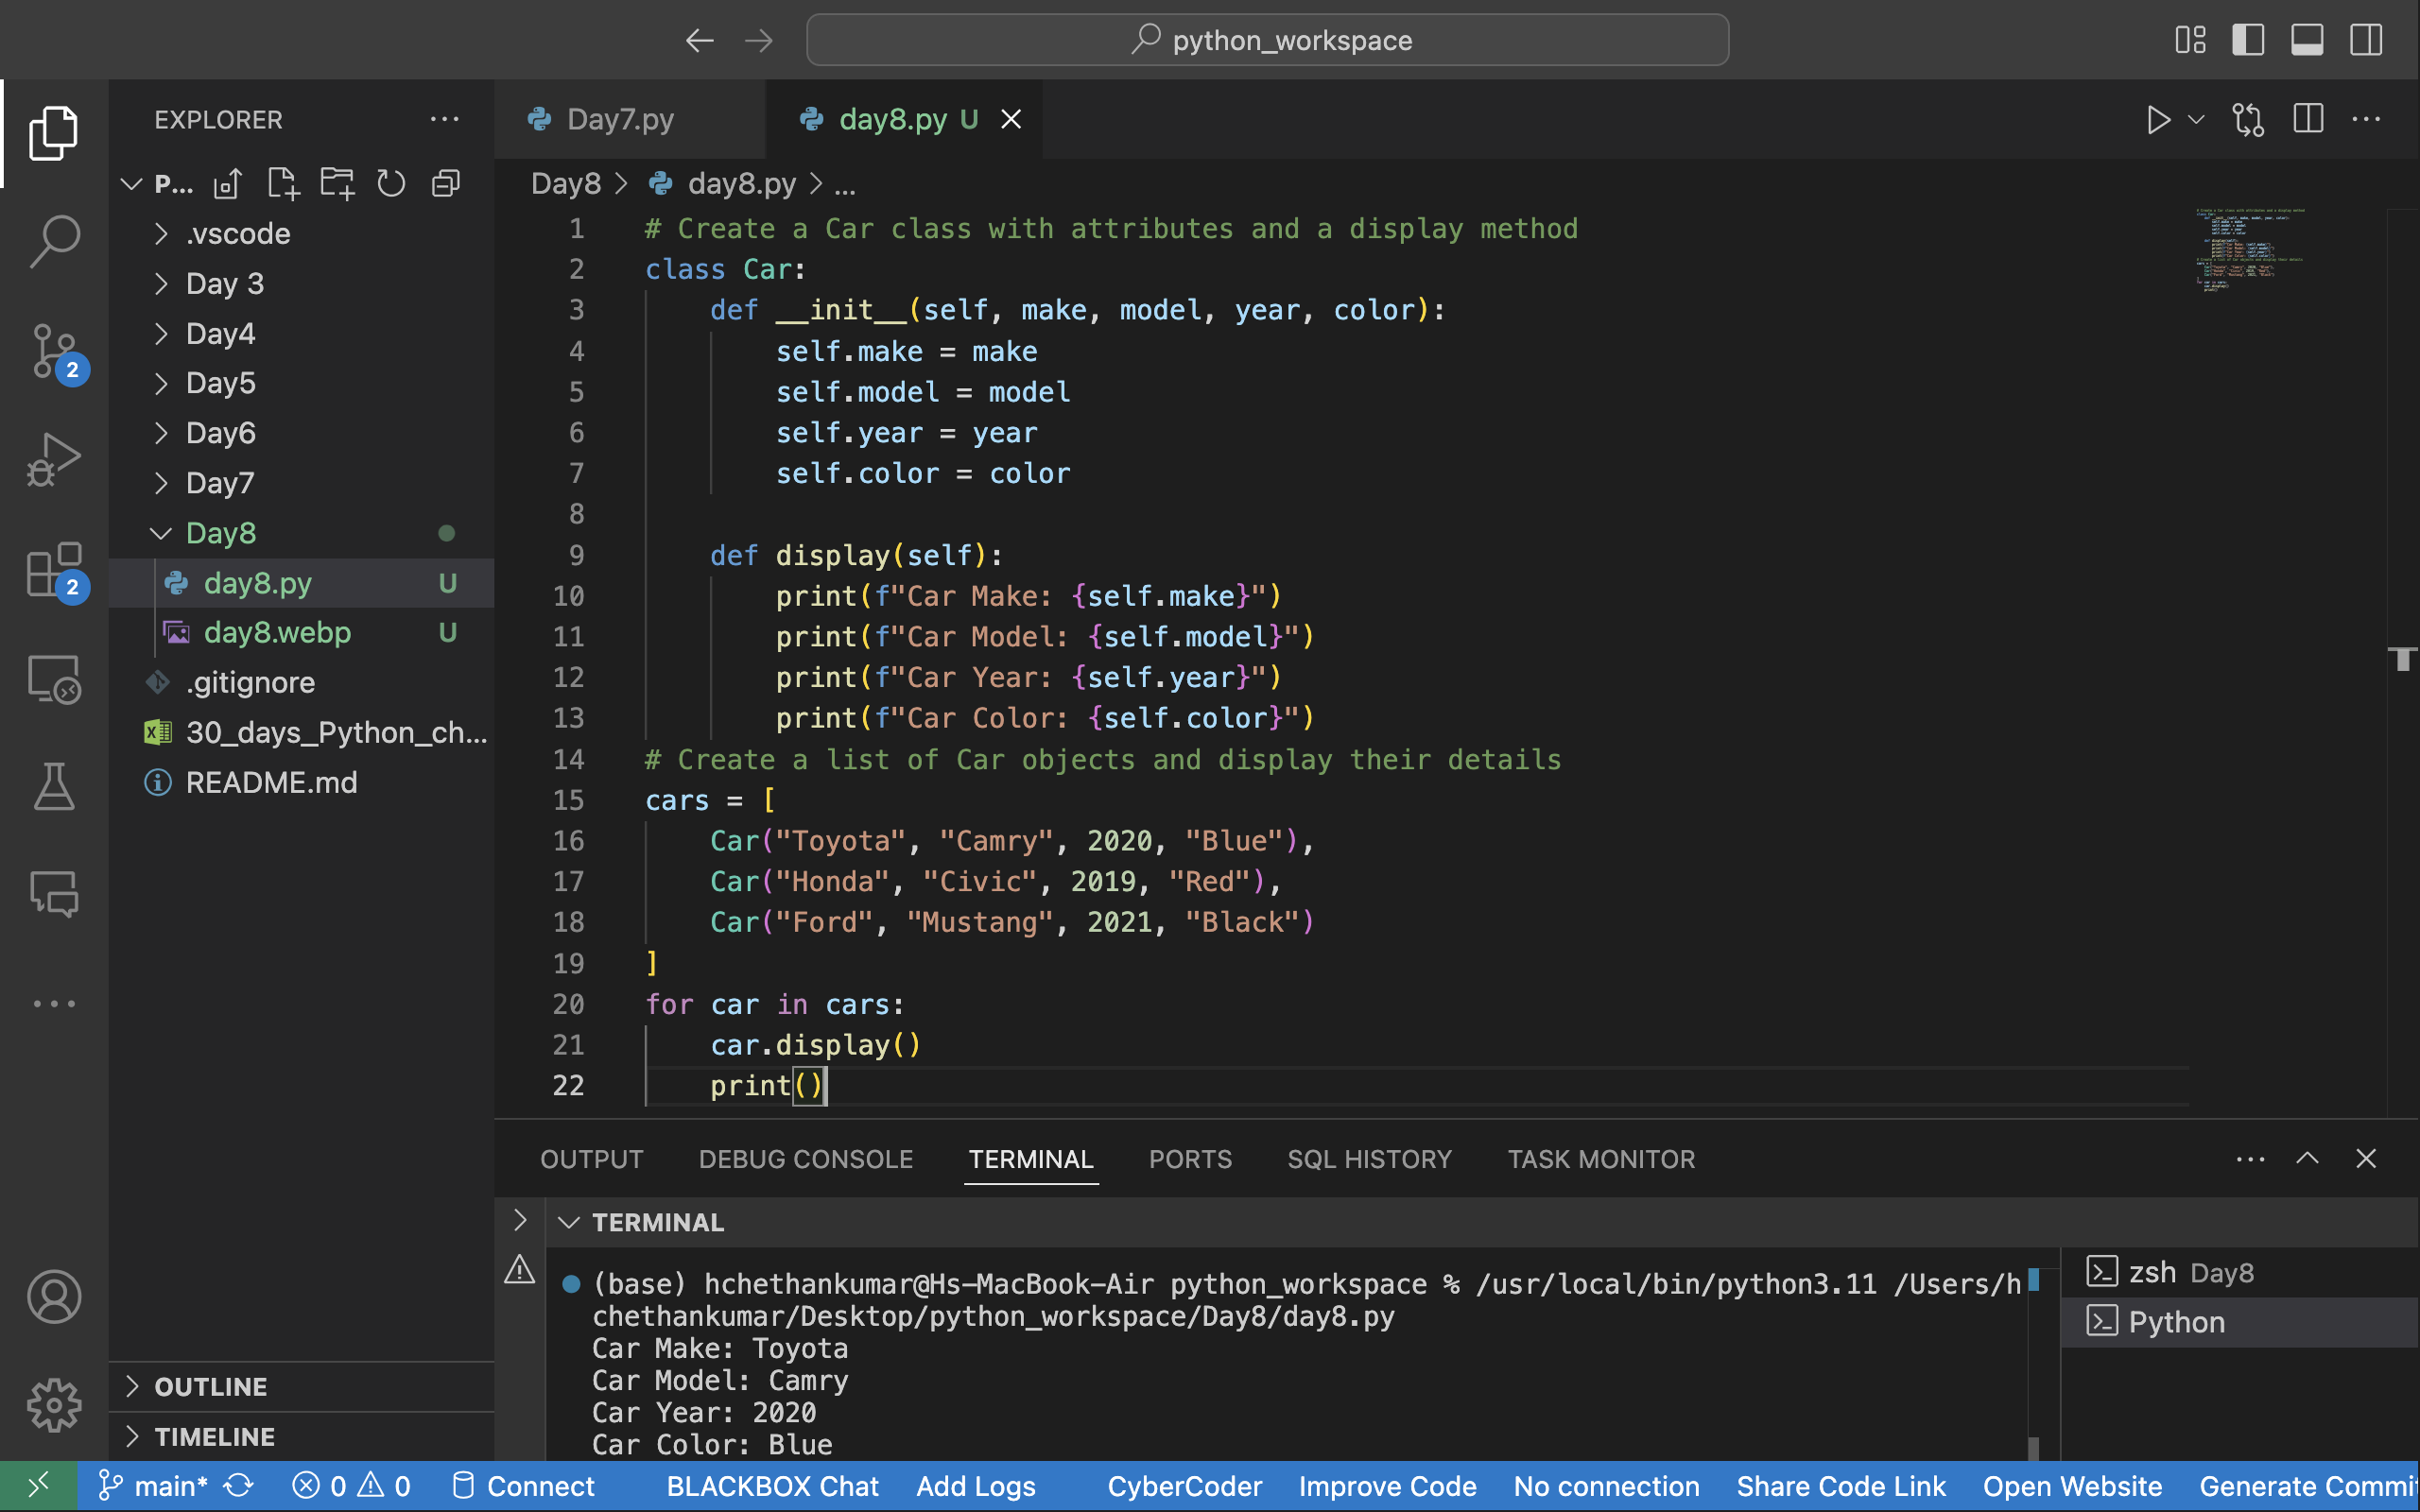 python_workspace
EXPLORER
Day7.py
day8.py U
P...
Day8 > day8.py > ...
.vscode
Day 3
Day4
Day5
Day6
Day7
Day8
day8.py U
day8.webp U
.gitignore
30_days_Python_ch...
README.md
2
2
1 # Create a Car class with attributes and a display method
2 class Car:
3     def __init__(self, make, model, year, color):
4         self.make = make
5         self.model = model
6         self.year = year
7         self.color = color
8
9     def display(self):
10         print(f"Car Make: {self.make}")
11         print(f"Car Model: {self.model}")
12         print(f"Car Year: {self.year}")
13         print(f"Car Color: {self.color}")
14 # Create a list of Car objects and display their details
15 cars = [
16     Car("Toyota", "Camry", 2020, "Blue"),
17     Car("Honda", "Civic", 2019, "Red"),
18     Car("Ford", "Mustang", 2021, "Black")
19 ]
20 for car in cars:
21     car.display()
22     print()
OUTPUT DEBUG CONSOLE TERMINAL PORTS SQL HISTORY TASK MONITOR
TERMINAL
(base) hchethankumar@Hs-MacBook-Air python_workspace % /usr/local/bin/python3.11 /Users/h
chethankumar/Desktop/python_workspace/Day8/day8.py
Car Make: Toyota
Car Model: Camry
Car Year: 2020
Car Color: Blue
zsh Day8
Python
OUTLINE
TIMELINE
main* 0 0 Connect BLACKBOX Chat Add Logs CyberCoder Improve Code No connection Share Code Link Open Website Generate Commi